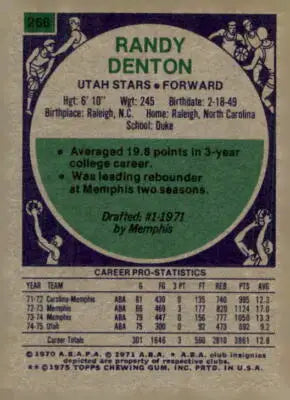 266
RANDY
DENTON
UTAH STARS • FORWARD
Hgt: 6' 10" Wgt: 245 Birthdate: 2-18-49
Birthplace: Raleigh, N.C. Home: Raleigh, North Carolina
School: Duke
• Averaged 19.8 points in 3-year
college career.
• Was leading rebounder
at Memphis two seasons.
Drafted: #1-1971
by Memphis
CAREER PRO-STATISTICS
YEAR TEAM G FG 3 PT FT REB PTS AVG
71-72 Carolina-Memphis ABA 81 430 0 135 740 995 12.3
72-73 Memphis ABA 66 469 3 177 820 1124 17.0
73-74 Memphis ABA 79 447 0 156 777 1050 13.3
74-75 Utah ABA 75 300 0 92 473 692 9.2
Career Totals 301 1646 3 560 2810 3861 12.8
© 1970 A.B.A.P.A. © 1971 A.B.A. * A.B.A. club insignias
depicted are property of respective clubs.
**©1975 TOPPS CHEWING GUM, INC. PRTD. IN U.S.A.